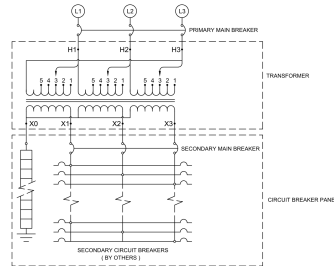 L1 L2 L3
PRIMARY MAIN BREAKER
H1 H2 H3
TRANSFORMER
5 4 3 2 1 5 4 3 2 1 5 4 3 2 1
X0 X1 X2 X3
SECONDARY MAIN BREAKER
CIRCUIT BREAKER PANE
SECONDARY CIRCUIT BREAKERS
( BY OTHERS )